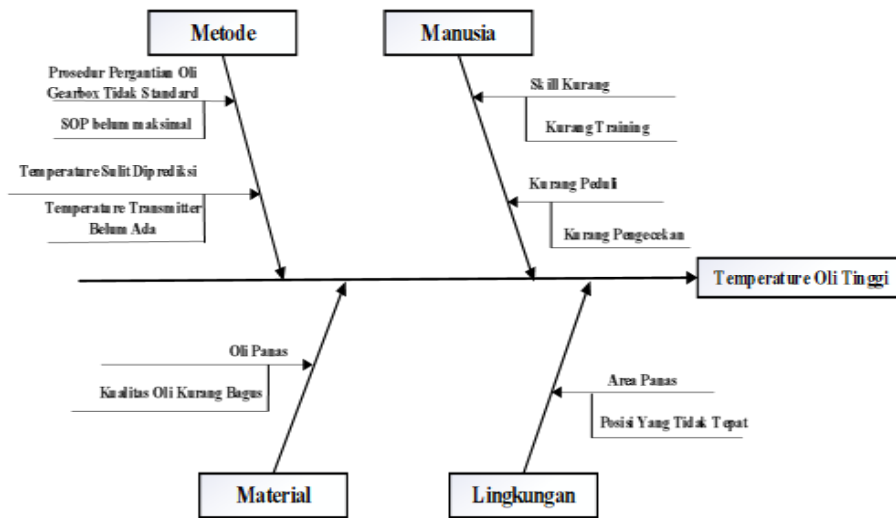 Metode
Manusia
Prosedur Pergantian Oli
Gearbox Tidak Standard
SOP belum maksimal
Temperature Sulit Diprediksi
Temperature Transmitter
Belum Ada
Skill Kurang
Kurang Training
Kurang Peduli
Kurang Pengecekan
Temperature Oli Tinggi
Oli Panas
Kualitas Oli Kurang Bagus
Area Panas
Posisi Yang Tidak Tepat
Material
Lingkungan